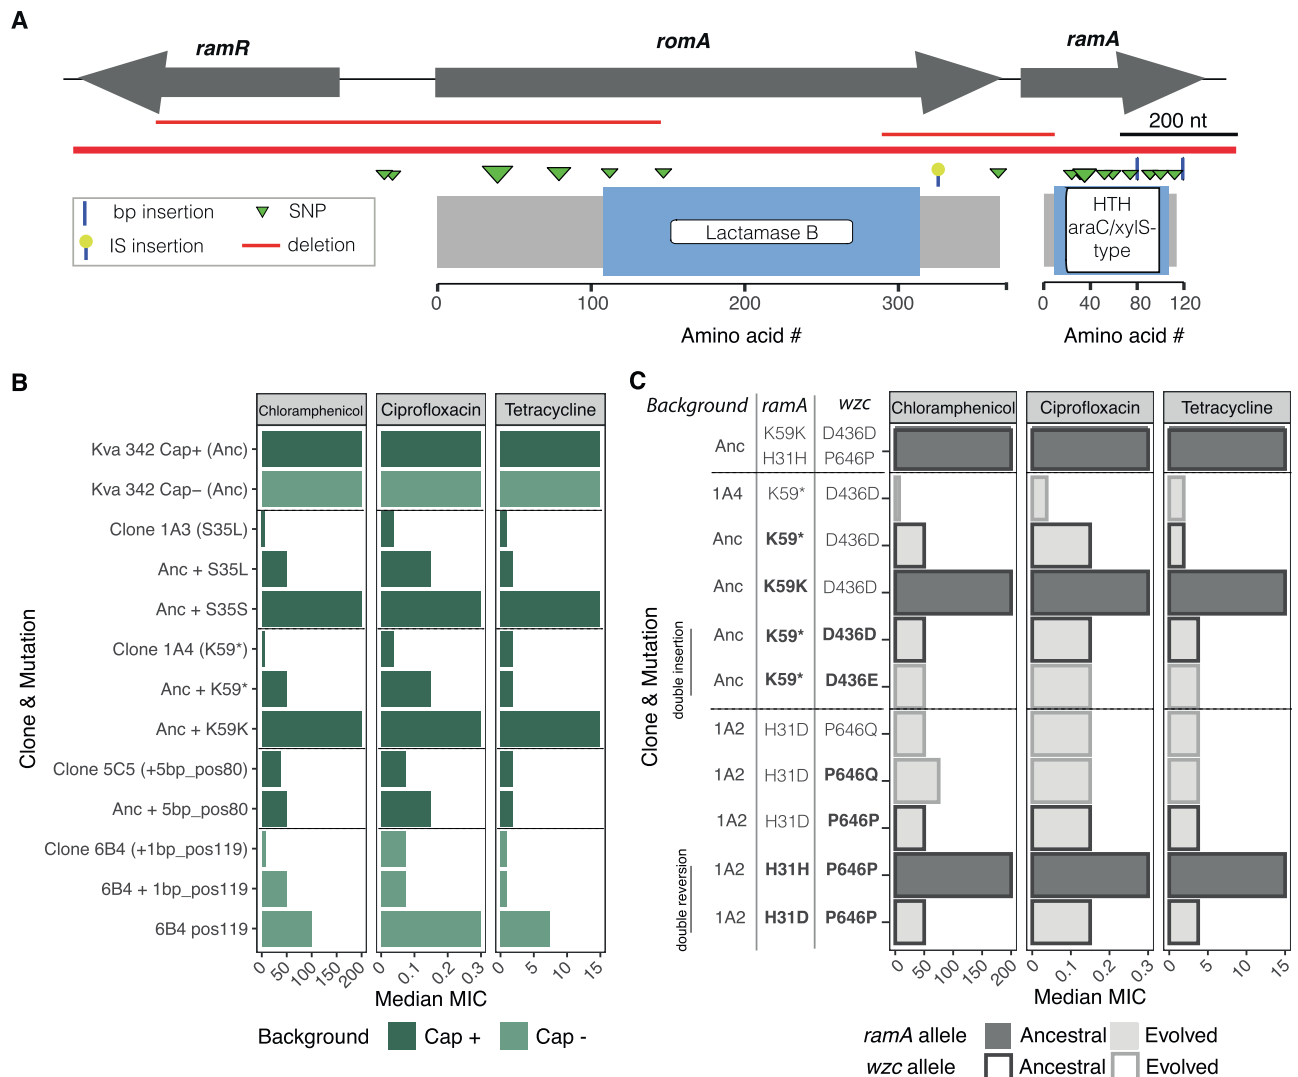 A
ramR
romA
ramA
200 nt
bp insertion
SNP
IS insertion
deletion
Lactamase B
HTH
araC/xylS-
type
0 100 200 300
0 40 80 120
Amino acid #
Amino acid #
B
Chloramphenicol Ciprofloxacin Tetracycline
Clone & Mutation
Kva 342 Cap+ (Anc)
Kva 342 Cap− (Anc)
Clone 1A3 (S35L)
Anc + S35L
Anc + S35S
Clone 1A4 (K59*)
Anc + K59*
Anc + K59K
Clone 5C5 (+5bp_pos80)
Anc + 5bp_pos80
Clone 6B4 (+1bp_pos119)
6B4 + 1bp_pos119
6B4 pos119
0 50 100 150 200
0 0.1 0.2 0.3
0 5 10 15
Median MIC
Background Cap + Cap -
C
Background ramA wzc Chloramphenicol Ciprofloxacin Tetracycline
Clone & Mutation
K59K D436D
Anc
H31H P646P
1A4 K59* D436D
Anc K59* D436D
Anc K59K D436D
double insertion
Anc K59* D436D
Anc K59* D436E
1A2 H31D P646Q
1A2 H31D P646Q
1A2 H31D P646P
double reversion
1A2 H31H P646P
1A2 H31D P646P
0 50 100 150 200
0 0.1 0.2 0.3
0 5 10 15
Median MIC
ramA allele Ancestral Evolved
wzc allele Ancestral Evolved